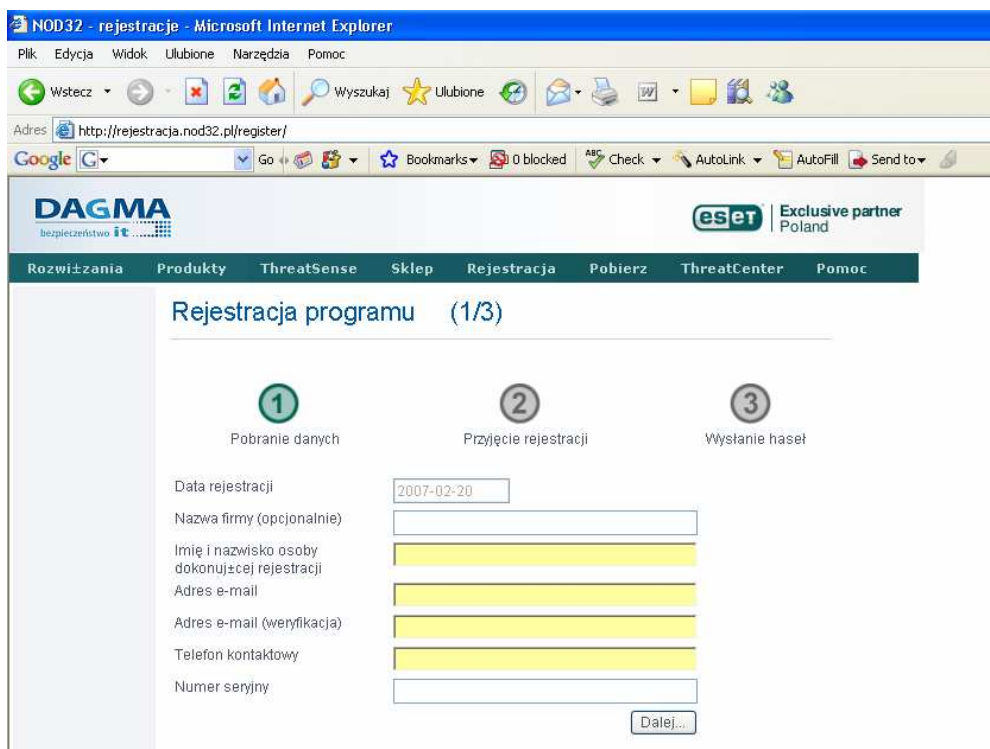 NOD32 - rejestracje - Microsoft Internet Explorer
Plik Edycja Widok Ulubione Narzędzia Pomoc
Wstecz Wyszukaj Ulubione
Adres http://rejestracja.nod32.pl/register/
Google G Go Bookmarks 0 blocked ABC Check AutoLink AutoFill Send to
DAGMA
bezpieczeństwo it
eset Exclusive partner
Poland
Rozwi±zania Produkty ThreatSense Sklep Rejestracja Pobierz ThreatCenter Pomoc
Rejestracja programu (1/3)
1 2 3
Pobranie danych Przyjęcie rejestracji Wysłanie haseł
Data rejestracji 2007-02-20
Nazwa firmy (opcjonalnie)
Imię i nazwisko osoby
dokonuj±cej rejestracji
Adres e-mail
Adres e-mail (weryfikacja)
Telefon kontaktowy
Numer seryjny
Dalej...